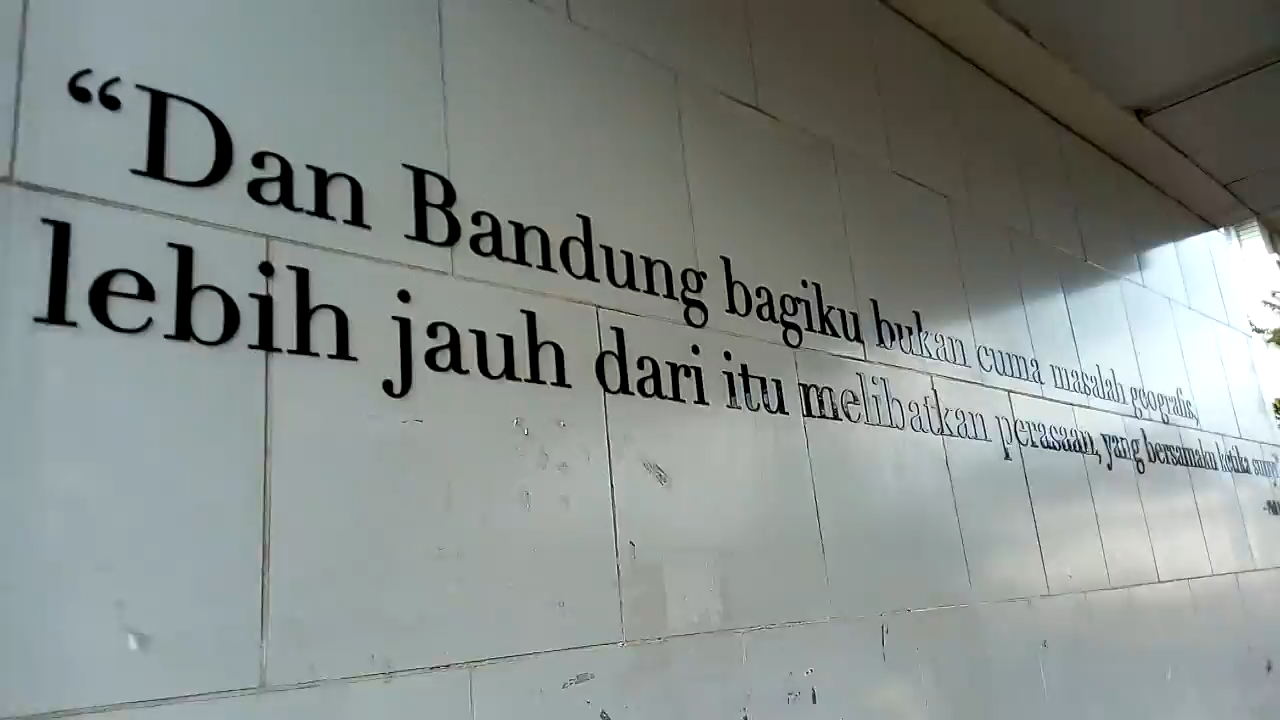 “Dan Bandung bagiku bukan cuma masalah geografis,
lebih jauh dari itu melibatkan perasaan, yang bersamaku ketika